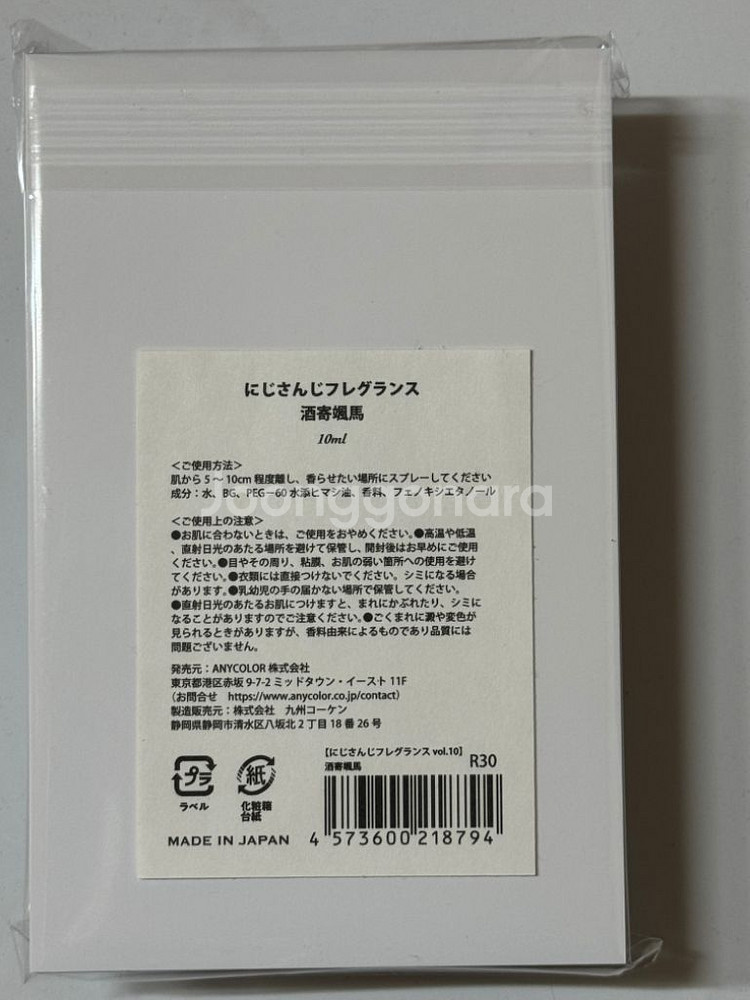 にじさんじフレグランス
酒寄颯馬
10ml
＜ご使用方法＞
肌から5～10cm程度離し、香らせたい場所にスプレーしてください
成分：水、BG、PEG－60水添ヒマシ油、香料、フェノキシエタノール
Joonggonara
＜ご使用上の注意＞
●お肌に合わないときは、ご使用をおやめください。●高温や低温
、直射日光のあたる場所を避けて保管し、開封後はお早めにご使用
ください。●目やその周り、粘膜、お肌の弱い箇所への使用を避け
てください。●衣類には直接つけないでください。シミになる場合
があります。●乳幼児の手の届かない場所で保管してください。
●直射日光のあたるお肌につけますと、まれにかぶれたり、シミに
なることがありますのでご注意ください。●ごくまれに澱や変色が
見られるときがありますが、香料由来によるものであり品質には
問題ございません。
発売元：ANYCOLOR株式会社
東京都港区赤坂9-7-2ミッドタウン・イースト11F
（お問合せ　https://www.anycolor.co.jp/contact）
製造販売元：株式会社　九州コーケン
静岡県静岡市清水区八坂北2丁目18番26号
【にじさんじフレグランス vol.10】
酒寄颯馬
R30
プラ
ラベル
紙
化粧箱
台紙
MADE IN JAPAN
4 573600 218794